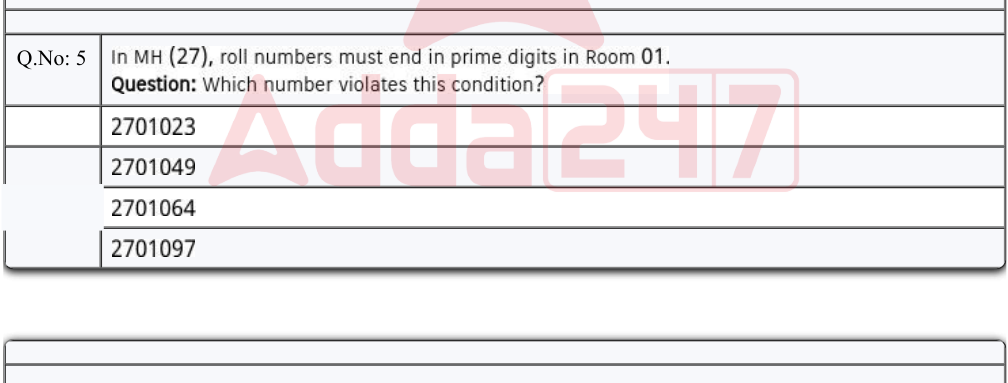 Q.No: 5
In MH (27), roll numbers must end in prime digits in Room 01.
Question: Which number violates this condition?
2701023
2701049
2701064
2701097
Adda247